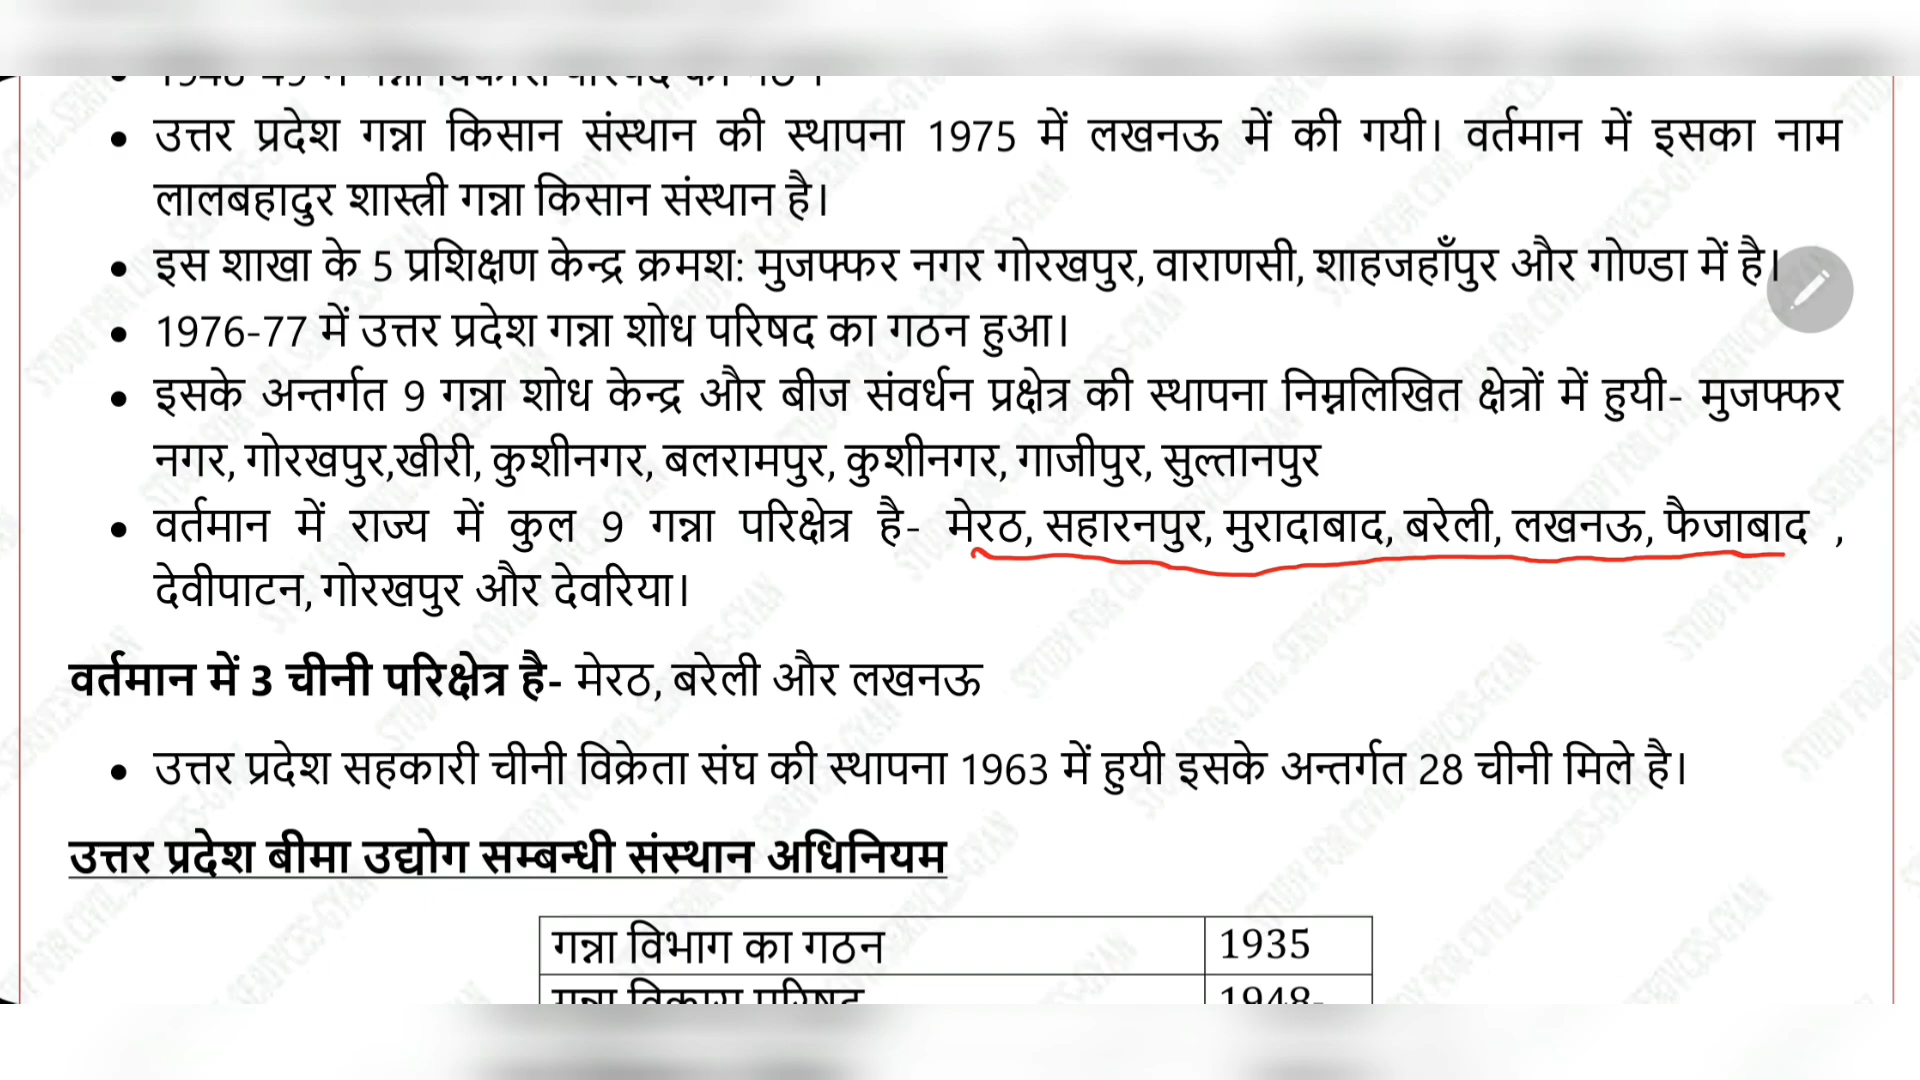 उत्तर प्रदेश गन्ना किसान संस्थान की स्थापना 1975 में लखनऊ में की गयी। वर्तमान में इसका नाम
लालबहादुर शास्त्री गन्ना किसान संस्थान है।
इस शाखा के 5 प्रशिक्षण केन्द्र क्रमश: मुजफ्फर नगर गोरखपुर, वाराणसी, शाहजहाँपुर और गोण्डा में है।
1976-77 में उत्तर प्रदेश गन्ना शोध परिषद का गठन हुआ।
इसके अन्तर्गत 9 गन्ना शोध केन्द्र और बीज संवर्धन प्रक्षेत्र की स्थापना निम्नलिखित क्षेत्रों में हुयी- मुजफ्फर
नगर, गोरखपुर,खीरी, कुशीनगर, बलरामपुर, कुशीनगर, गाजीपुर, सुल्तानपुर
वर्तमान में राज्य में कुल 9 गन्ना परिक्षेत्र है- मेरठ, सहारनपुर, मुरादाबाद, बरेली, लखनऊ, फैजाबाद ,
देवीपाटन, गोरखपुर और देवरिया।
वर्तमान में 3 चीनी परिक्षेत्र है- मेरठ, बरेली और लखनऊ
उत्तर प्रदेश सहकारी चीनी विक्रेता संघ की स्थापना 1963 में हुयी इसके अन्तर्गत 28 चीनी मिले है।
उत्तर प्रदेश बीमा उद्योग सम्बन्धी संस्थान अधिनियम
गन्ना विभाग का गठन 1935
गन्ना विकास परिषद 1948-